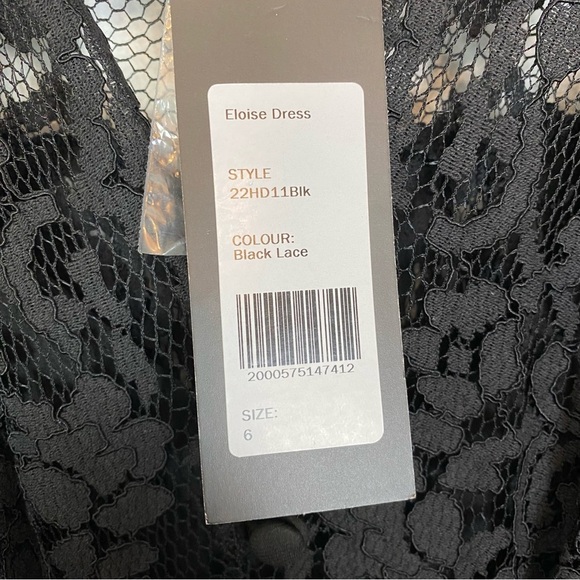 Eloise Dress
STYLE
22HD11Blk
COLOUR:
Black Lace
2000575147412
SIZE:
6